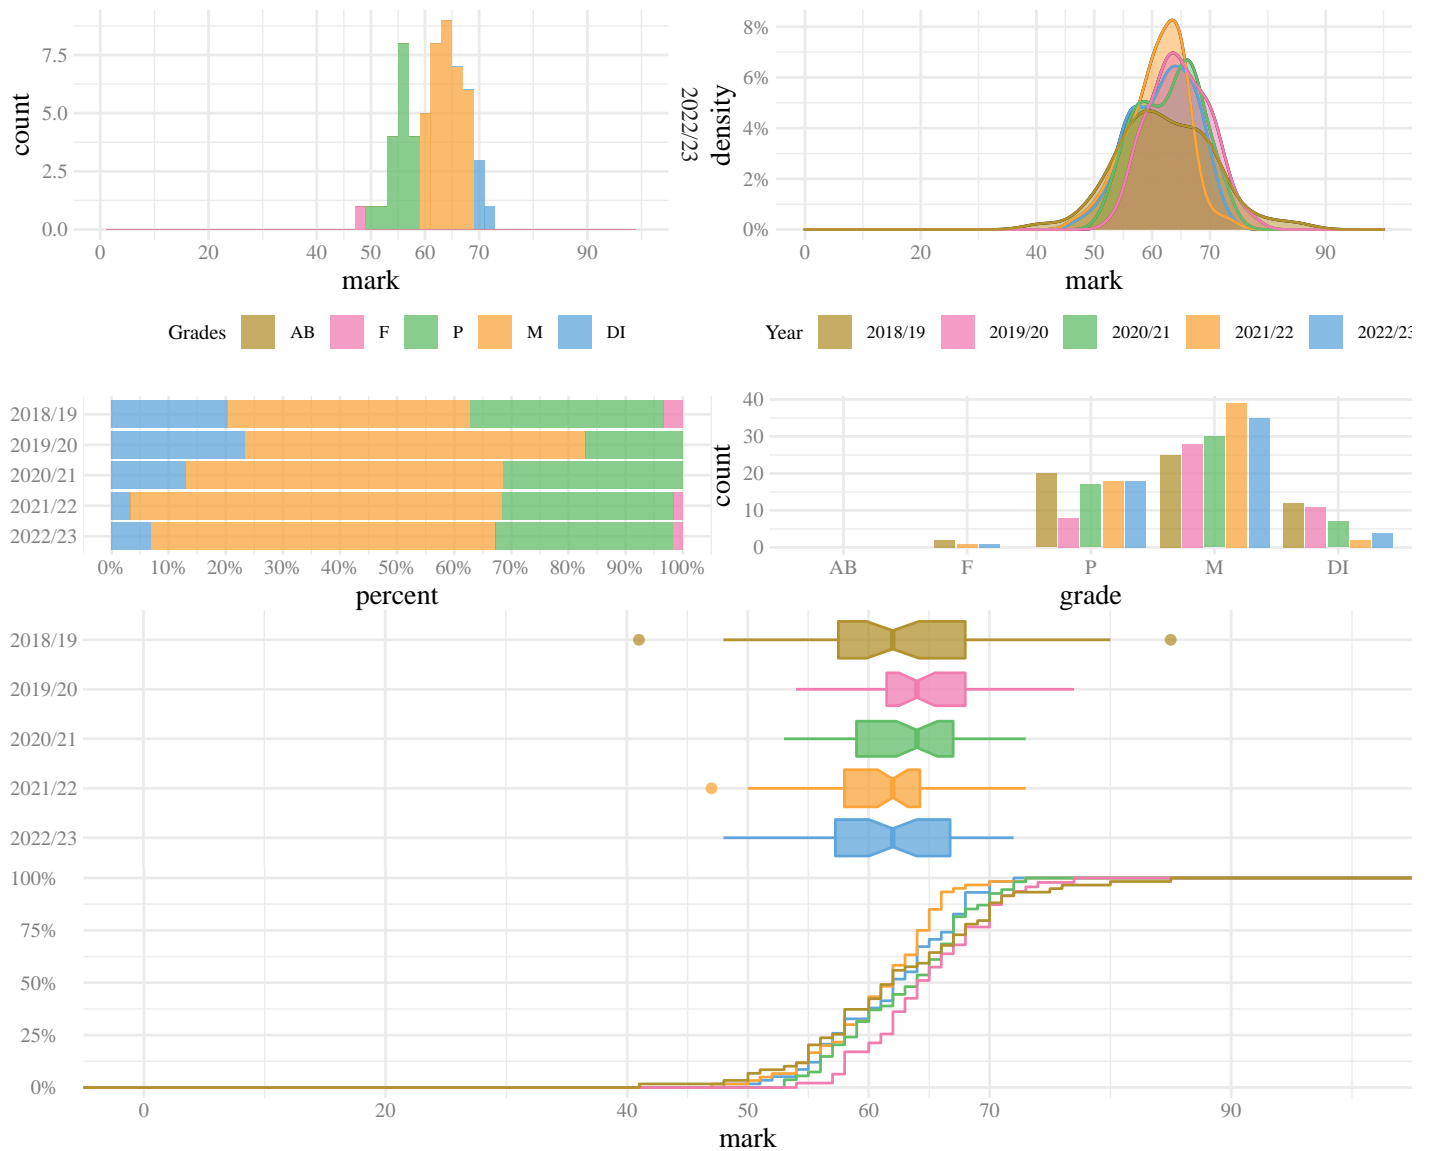 7.5
5.0
2.5
0.0
count
0 20 40 50 60 70 90
mark
2022/23
8%
6%
4%
2%
0%
density
0 20 40 50 60 70 90
mark
Grades AB F P M DI
Year 2018/19 2019/20 2020/21 2021/22 2022/23
2018/19
2019/20
2020/21
2021/22
2022/23
0% 10% 20% 30% 40% 50% 60% 70% 80% 90% 100%
percent
40
30
20
10
0
count
AB F P M DI
grade
2018/19
2019/20
2020/21
2021/22
2022/23
100%
75%
50%
25%
0%
0 20 40 50 60 70 90
mark